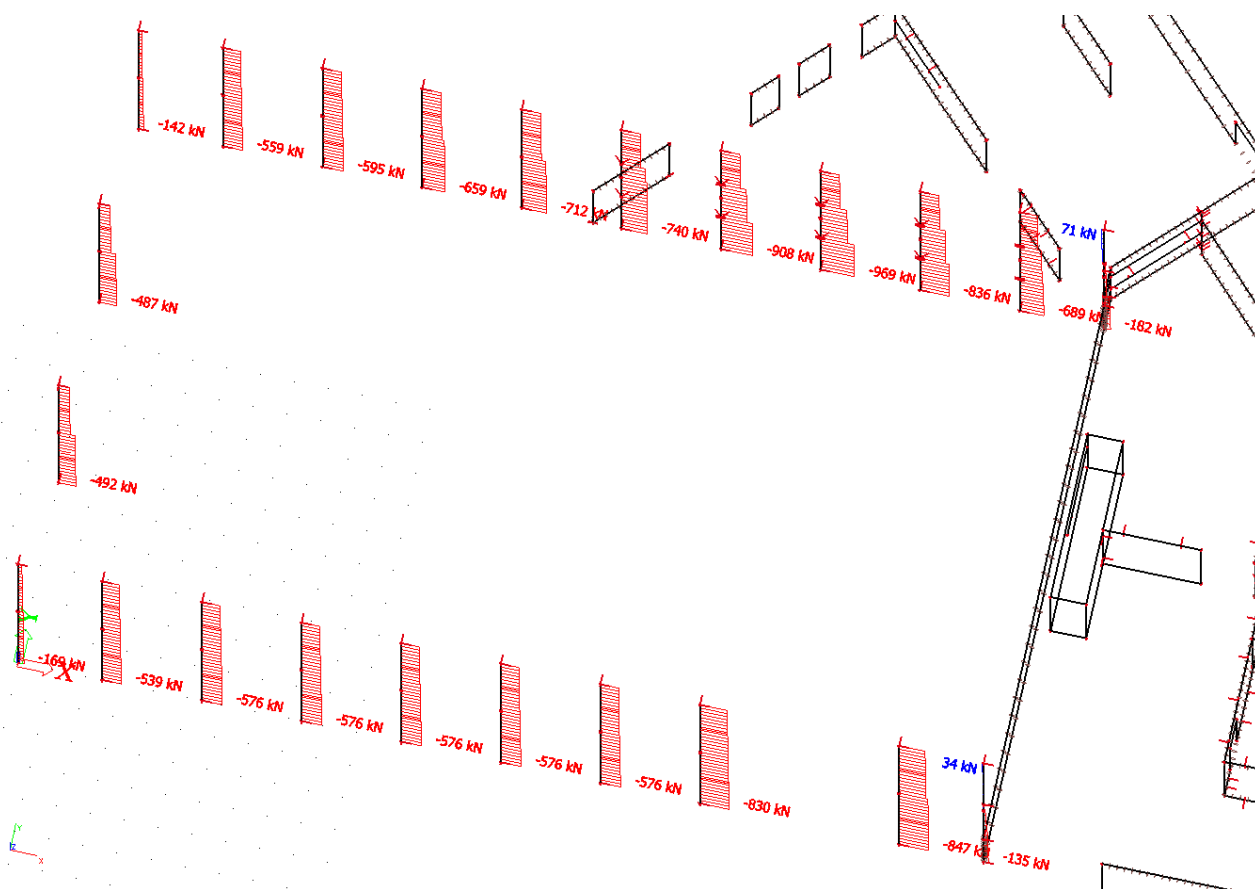 -142 kN
-559 kN
-595 kN
-659 kN
-712 kN
-740 kN
-908 kN
-969 kN
-836 kN
-689 kN
71 kN
-182 kN
-487 kN
-492 kN
-169 kN
X
Y
-539 kN
-576 kN
-576 kN
-576 kN
-576 kN
-576 kN
-830 kN
34 kN
-847 kN
-135 kN
Y
Z
x